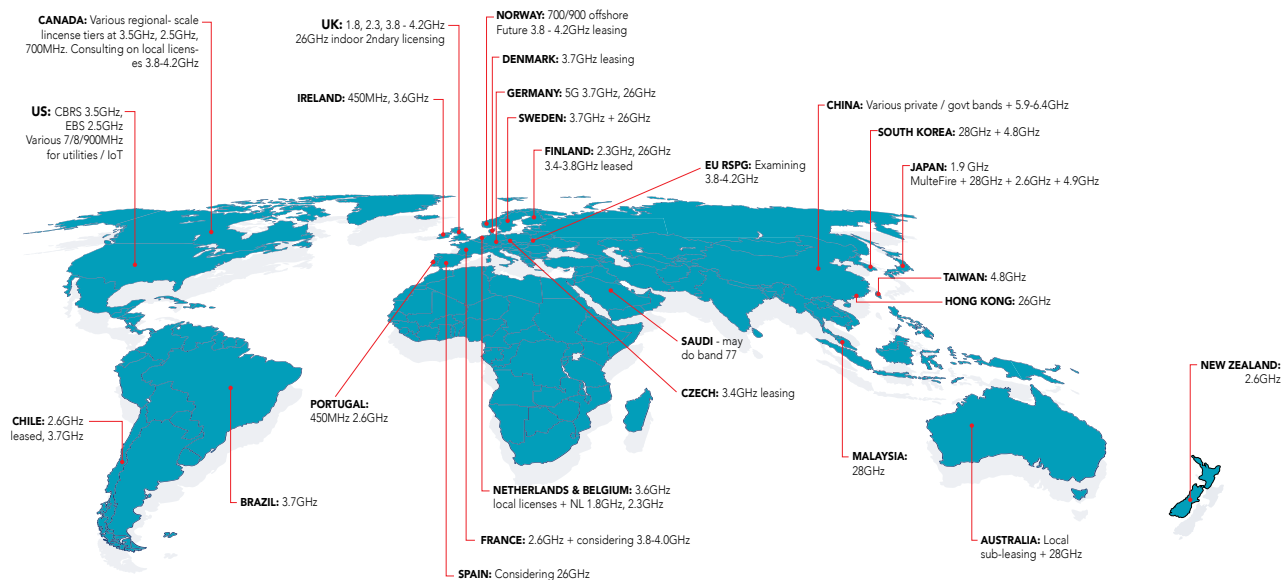 CANADA: Various regional- scale
lincense tiers at 3.5GHz, 2.5GHz,
700MHz. Consulting on local licens-
es 3.8-4.2GHz
US: CBRS 3.5GHz,
EBS 2.5GHz
Various 7/8/900MHz
for utilities / IoT
UK: 1.8, 2.3, 3.8 - 4.2GHz
26GHz indoor 2ndary licensing
IRELAND: 450MHz, 3.6GHz
NORWAY: 700/900 offshore
Future 3.8 - 4.2GHz leasing
DENMARK: 3.7GHz leasing
GERMANY: 5G 3.7GHz, 26GHz
SWEDEN: 3.7GHz + 26GHz
FINLAND: 2.3GHz, 26GHz
3.4-3.8GHz leased
EU RSPG: Examining
3.8-4.2GHz
CHINA: Various private / govt bands + 5.9-6.4GHz
SOUTH KOREA: 28GHz + 4.8GHz
JAPAN: 1.9 GHz
MulteFire + 28GHz + 2.6GHz + 4.9GHz
TAIWAN: 4.8GHz
HONG KONG: 26GHz
SAUDI - may
do band 77
CZECH: 3.4GHz leasing
NEW ZEALAND:
2.6GHz
PORTUGAL:
450MHz 2.6GHz
CHILE: 2.6GHz
leased, 3.7GHz
BRAZIL: 3.7GHz
MALAYSIA:
28GHz
NETHERLANDS & BELGIUM: 3.6GHz
local licenses + NL 1.8GHz, 2.3GHz
FRANCE: 2.6GHz + considering 3.8-4.0GHz
SPAIN: Considering 26GHz
AUSTRALIA: Local
sub-leasing + 28GHz